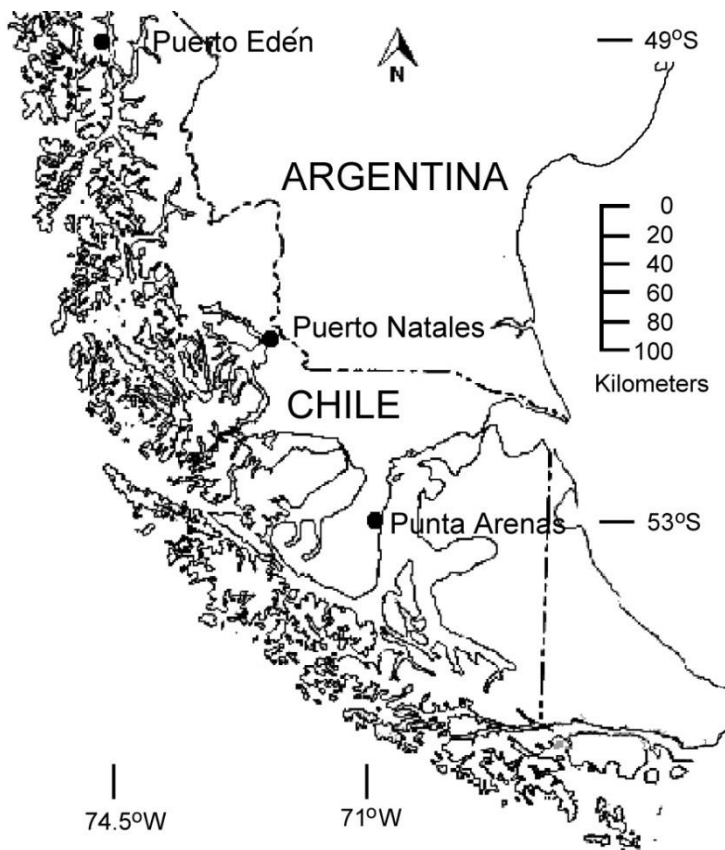 Puerto Edén
49°S
N
ARGENTINA
0
20
40
60
80
100
Kilometers
Puerto Natales
CHILE
Punta Arenas
53°S
74.5°W
71°W